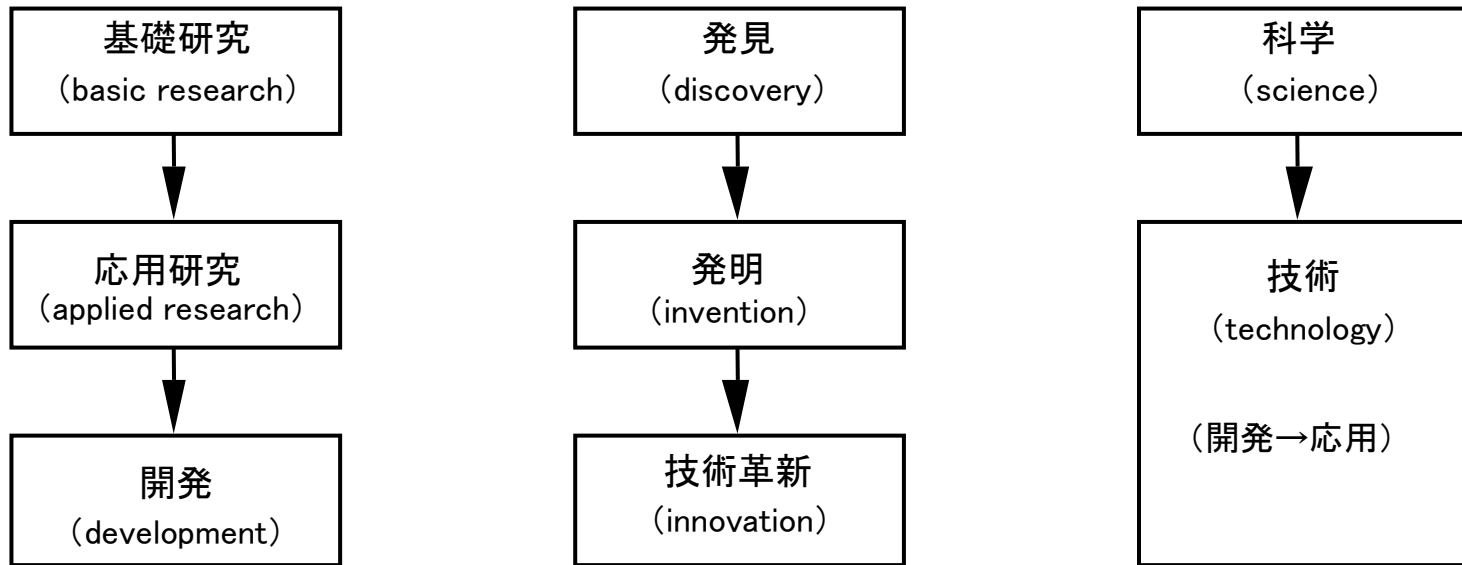 基礎研究
（basic research）
応用研究
（applied research）
開発
（development）
発見
（discovery）
発明
（invention）
技術革新
（innovation）
科学
（science）
技術
（technology）
（開発→応用）